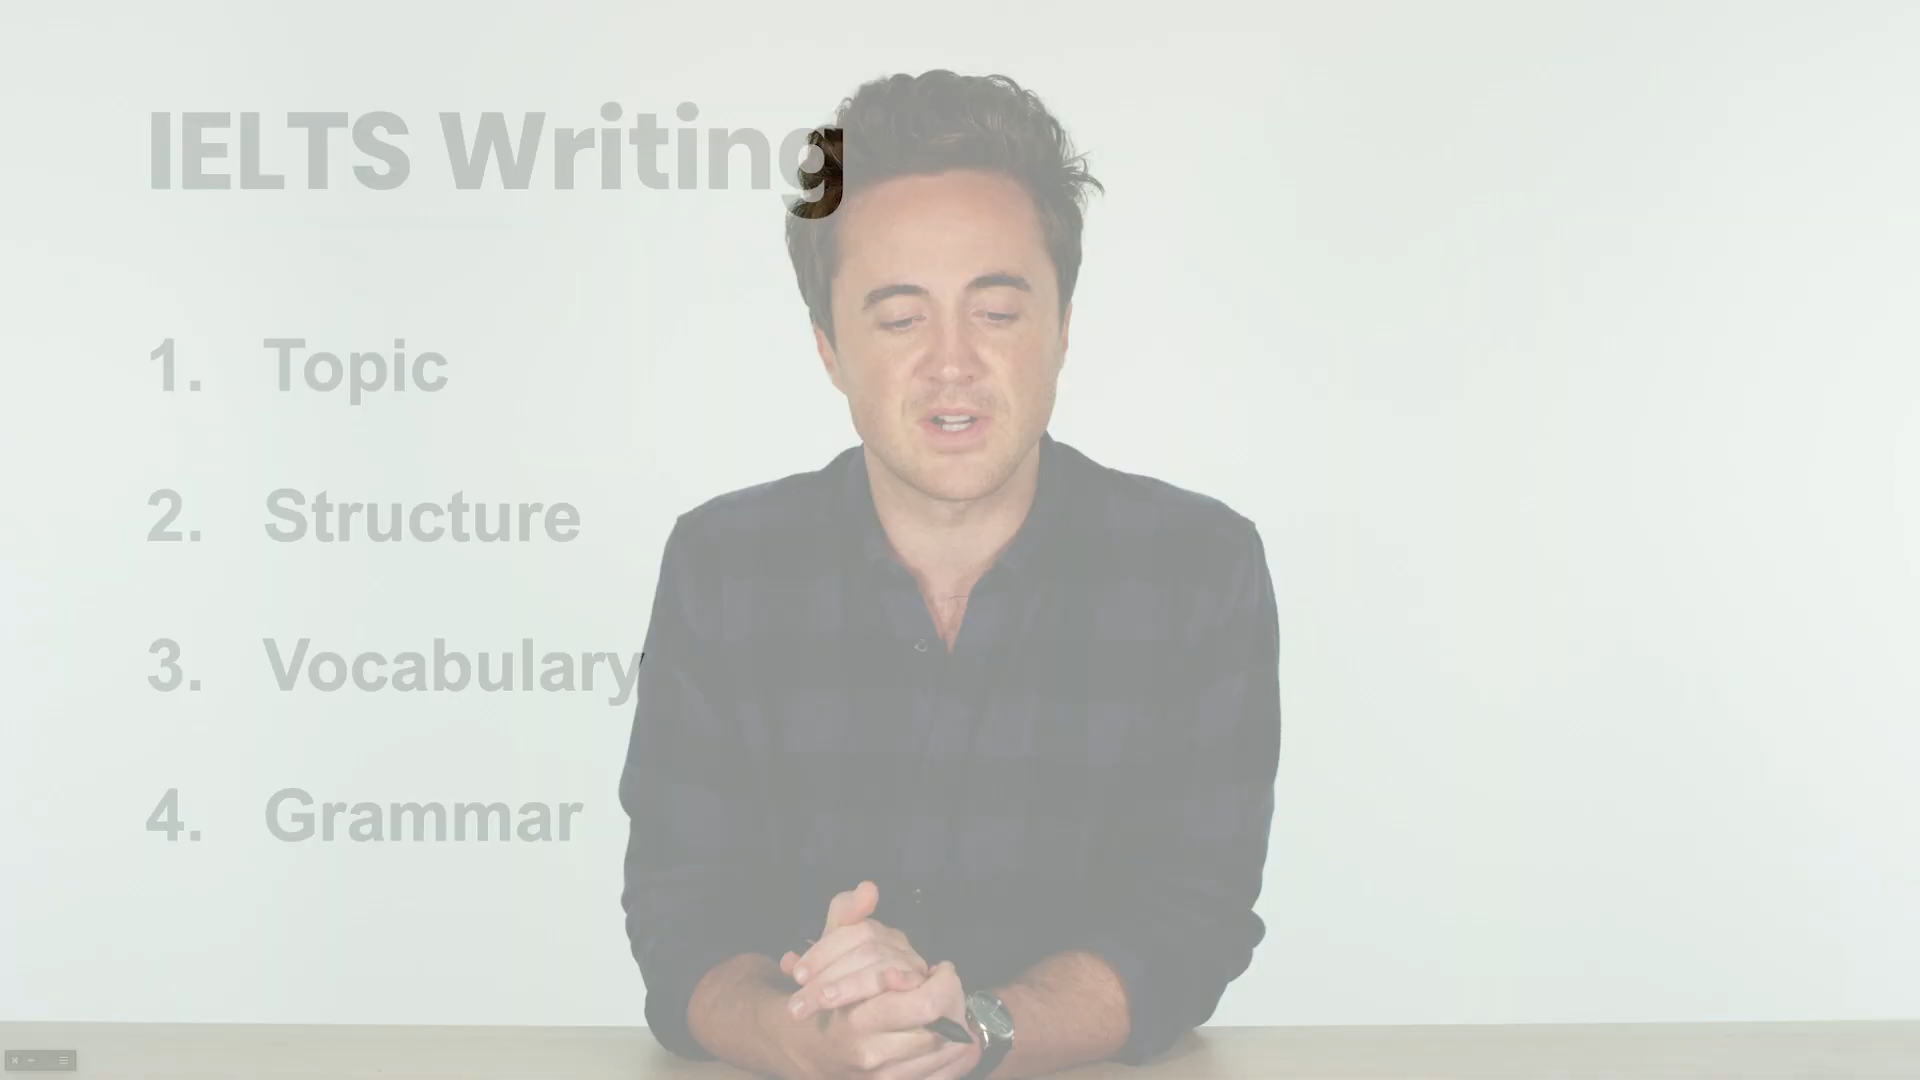 IELTS Writing
1. Topic
2. Structure
3. Vocabulary
4. Grammar